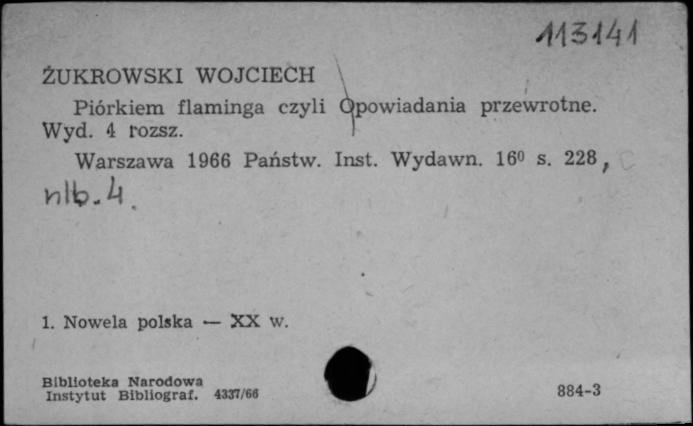 113141
ŻUKROWSKI WOJCIECH
Piórkiem flaminga czyli Opowiadania przewrotne.
Wyd. 4 rozsz.
Warszawa 1966 Państw. Inst. Wydawn. 16⁰ s. 228,
nlb. 4.
1. Nowela polska — XX w.
Biblioteka Narodowa
Instytut Bibliograf. 4337/66
884-3